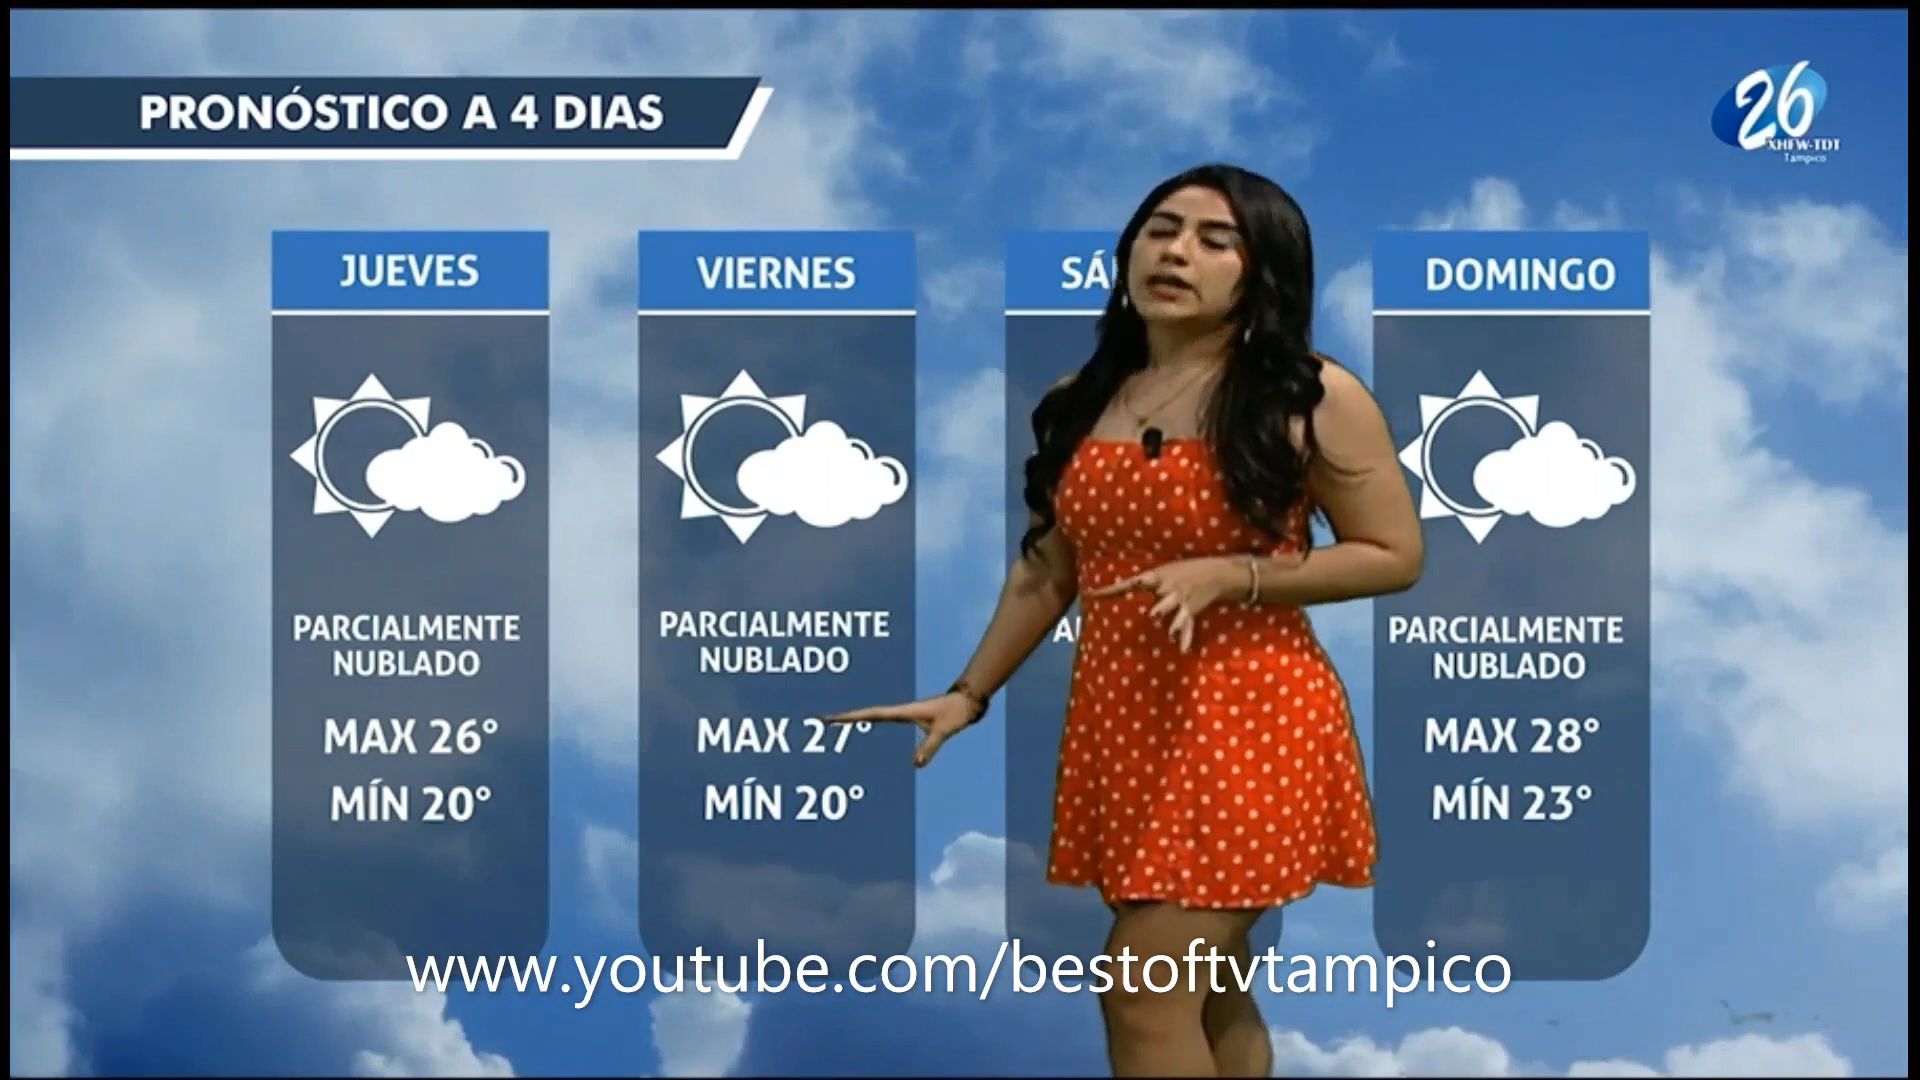 PRONÓSTICO A 4 DIAS
26
XHFW-TDT
Tampico
JUEVES
PARCIALMENTE
NUBLADO
MAX 26°
MÍN 20°
VIERNES
PARCIALMENTE
NUBLADO
MAX 27°
MÍN 20°
DOMINGO
PARCIALMENTE
NUBLADO
MAX 28°
MÍN 23°
www.youtube.com/bestoftvtampico